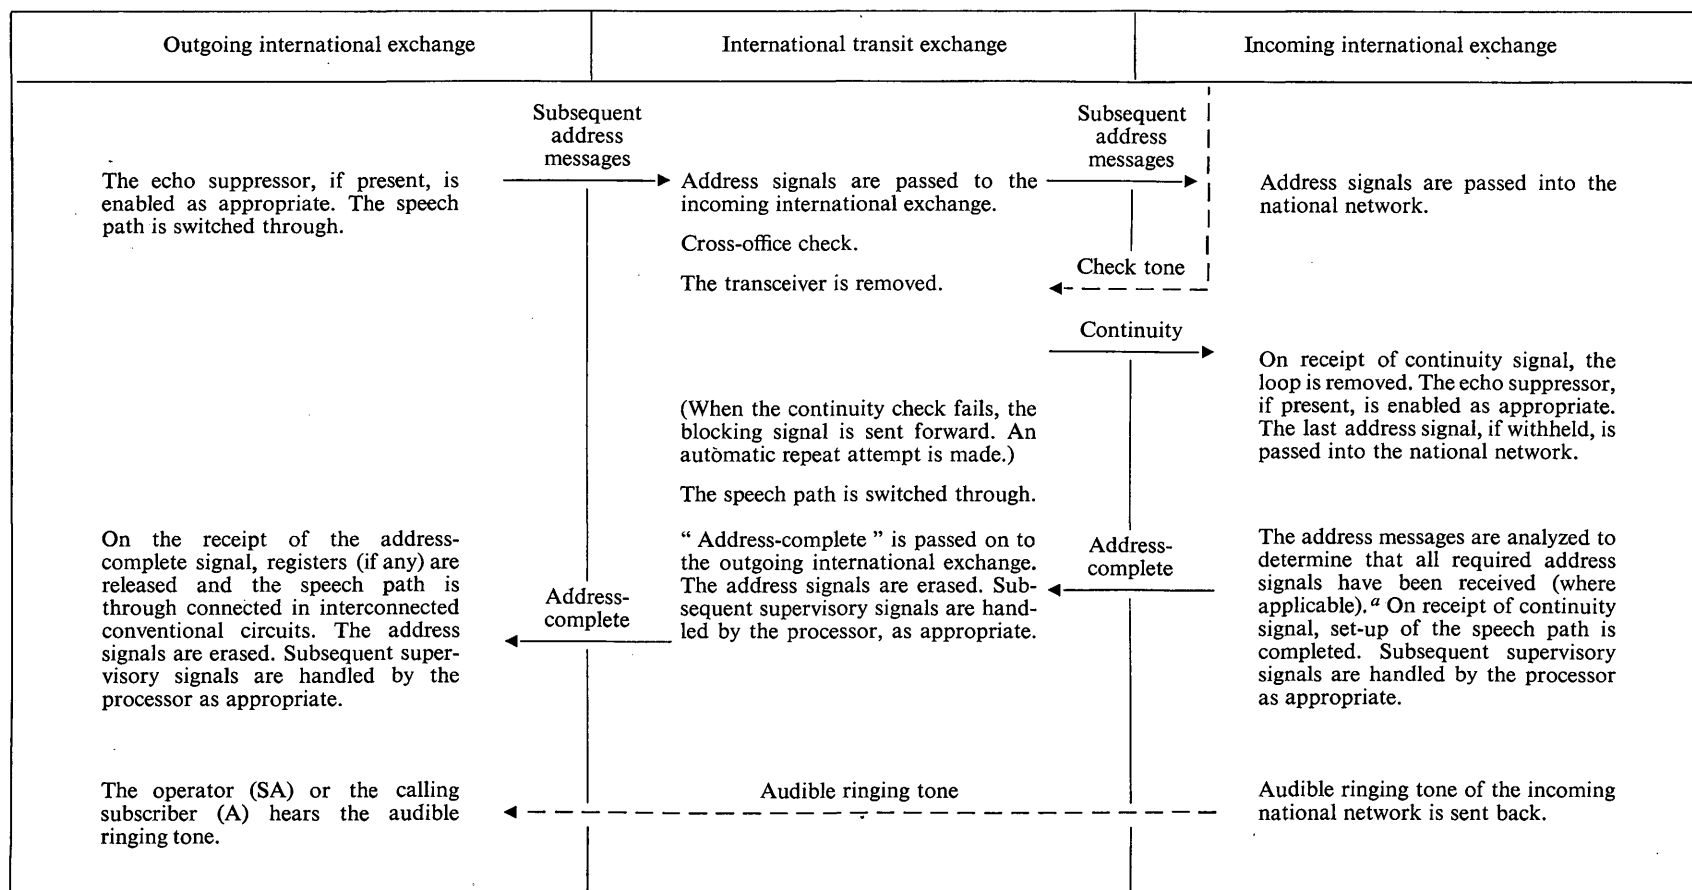 Outgoing international exchange
International transit exchange
Incoming international exchange
Subsequent
address
messages
Subsequent
address
messages
The echo suppressor, if present, is
enabled as appropriate. The speech
path is switched through.
Address signals are passed to the
incoming international exchange.
Cross-office check.
The transceiver is removed.
Address signals are passed into the
national network.
Check tone
Continuity
On receipt of continuity signal, the
loop is removed. The echo suppressor,
if present, is enabled as appropriate.
The last address signal, if withheld, is
passed into the national network.
(When the continuity check fails, the
blocking signal is sent forward. An
automatic repeat attempt is made.)
The speech path is switched through.
On the receipt of the address-
complete signal, registers (if any) are
released and the speech path is
through connected in interconnected
conventional circuits. The address
signals are erased. Subsequent super-
visory signals are handled by the
processor as appropriate.
Address-
complete
“ Address-complete ” is passed on to
the outgoing international exchange.
The address signals are erased. Sub-
sequent supervisory signals are hand-
led by the processor, as appropriate.
Address-
complete
The address messages are analyzed to
determine that all required address
signals have been received (where
applicable). a On receipt of continuity
signal, set-up of the speech path is
completed. Subsequent supervisory
signals are handled by the processor
as appropriate.
The operator (SA) or the calling
subscriber (A) hears the audible
ringing tone.
Audible ringing tone
Audible ringing tone of the incoming
national network is sent back.